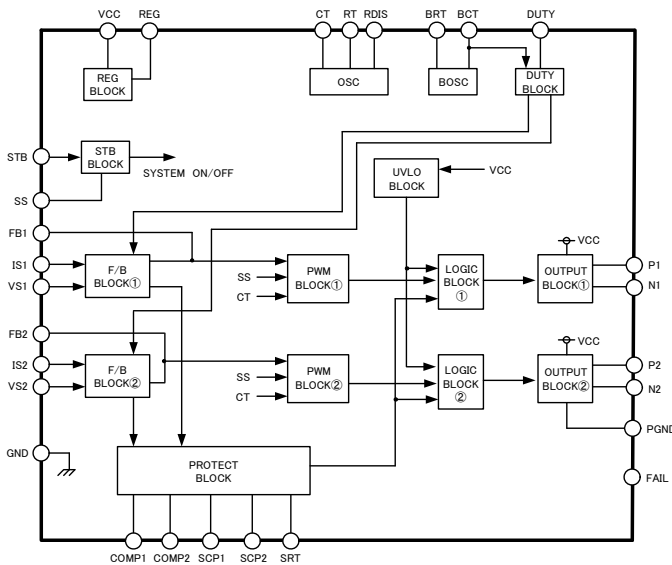 VCC REG CT RT RDIS BRT BCT DUTY
REG
BLOCK
OSC
BOSC
DUTY
BLOCK
STB
STB
BLOCK
SYSTEM ON/OFF
UVLO
BLOCK
VCC
SS
FB1
IS1
VS1
F/B
BLOCK①
SS
CT
PWM
BLOCK①
LOGIC
BLOCK
①
VCC
OUTPUT
BLOCK①
P1
N1
FB2
IS2
VS2
F/B
BLOCK②
SS
CT
PWM
BLOCK②
LOGIC
BLOCK
②
VCC
OUTPUT
BLOCK②
P2
N2
PGND
GND
PROTECT
BLOCK
FAIL
COMP1 COMP2 SCP1 SCP2 SRT